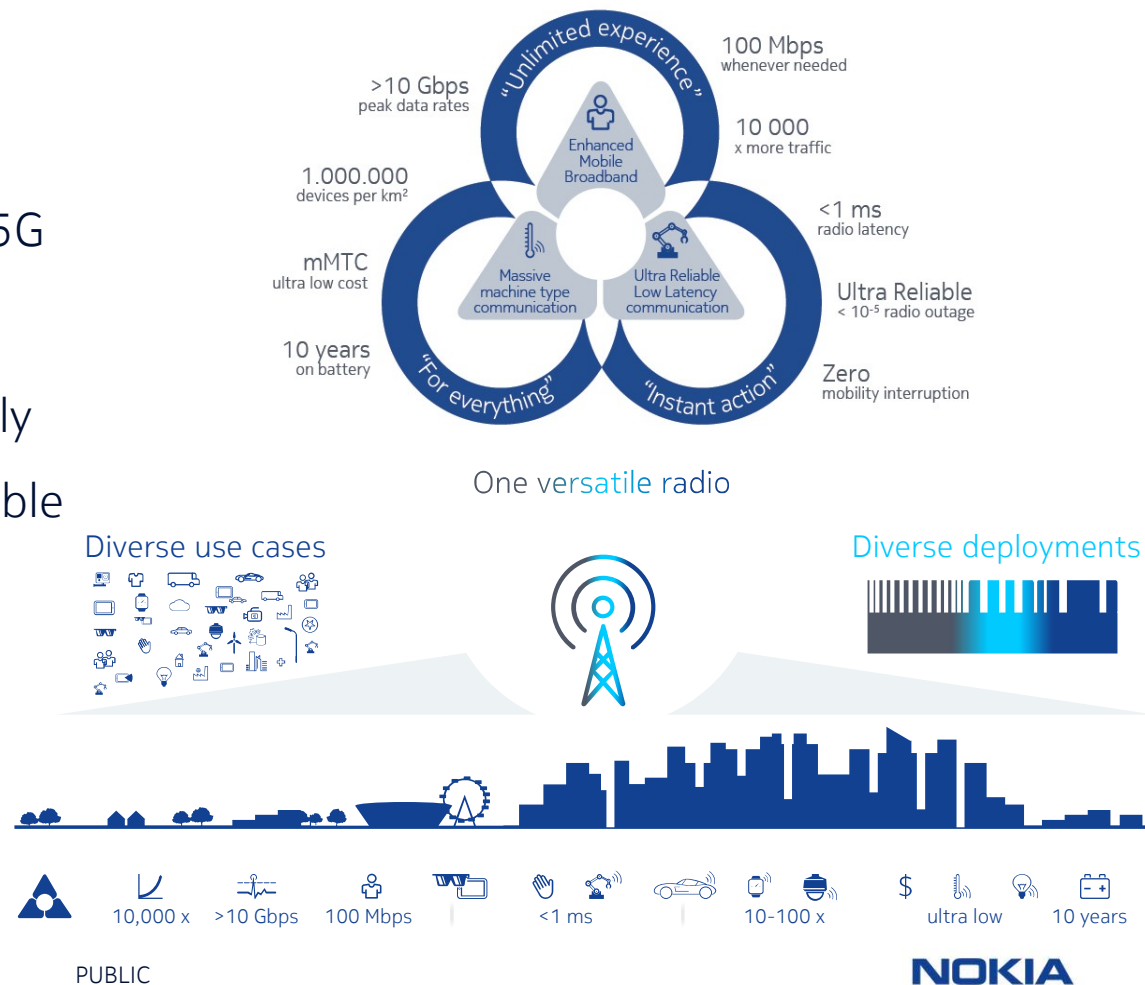 5G
ly
ble
"Unlimited experience"
>10 Gbps
peak data rates
100 Mbps
whenever needed
10 000
x more traffic
Enhanced
Mobile
Broadband
1.000.000
devices per km²
mMTC
ultra low cost
10 years
on battery
Massive
machine type
communication
"For everything"
<1 ms
radio latency
Ultra Reliable
< 10⁻⁵ radio outage
Zero
mobility interruption
Ultra Reliable
Low Latency
communication
"Instant action"
One versatile radio
Diverse use cases
Diverse deployments
10,000 x
>10 Gbps
100 Mbps
<1 ms
10-100 x
$
ultra low
10 years
PUBLIC
NOKIA